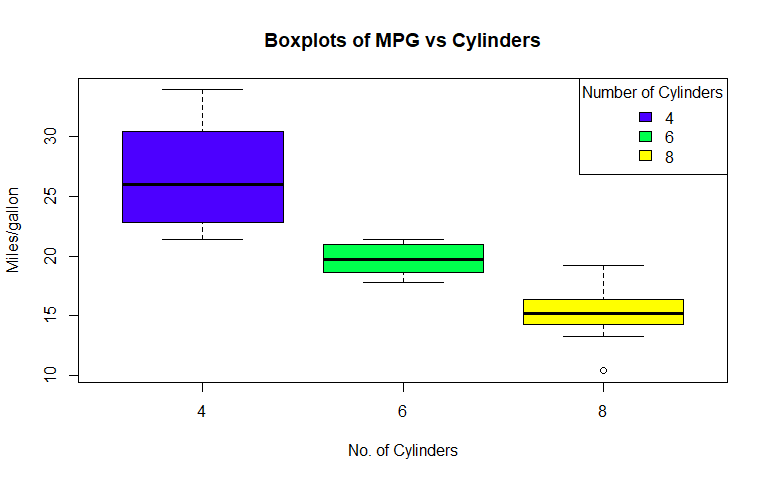 Boxplots of MPG vs Cylinders
Number of Cylinders
4
6
8
Miles/gallon
30
25
20
15
10
4 6 8
No. of Cylinders